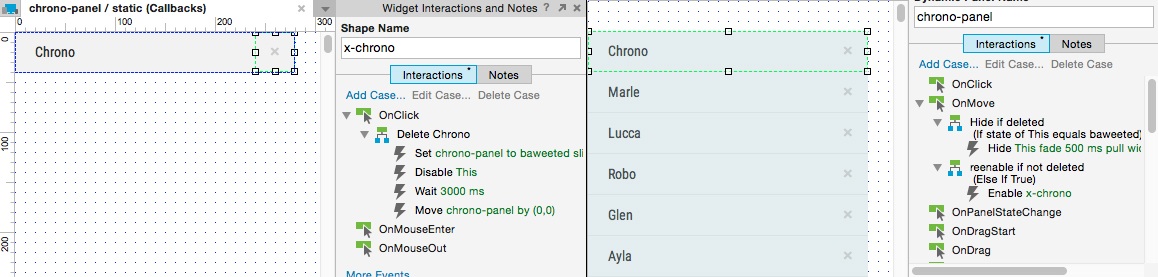 chrono-panel / static (Callbacks)
0
100
200
300
0
100
200
Chrono
Widget Interactions and Notes
Shape Name
x-chrono
Interactions
Notes
Add Case... Edit Case... Delete Case
OnClick
Delete Chrono
Set chrono-panel to baweeted sli
Disable This
Wait 3000 ms
Move chrono-panel by (0,0)
OnMouseEnter
OnMouseOut
More Events
Chrono
Marle
Lucca
Robo
Glen
Ayla
Dynamic Panel Name
chrono-panel
Interactions
Notes
Add Case... Edit Case... Delete Case
OnClick
OnMove
Hide if deleted
(If state of This equals baweeted)
Hide This fade 500 ms pull wid
reenable if not deleted
(Else If True)
Enable x-chrono
OnPanelStateChange
OnDragStart
OnDrag